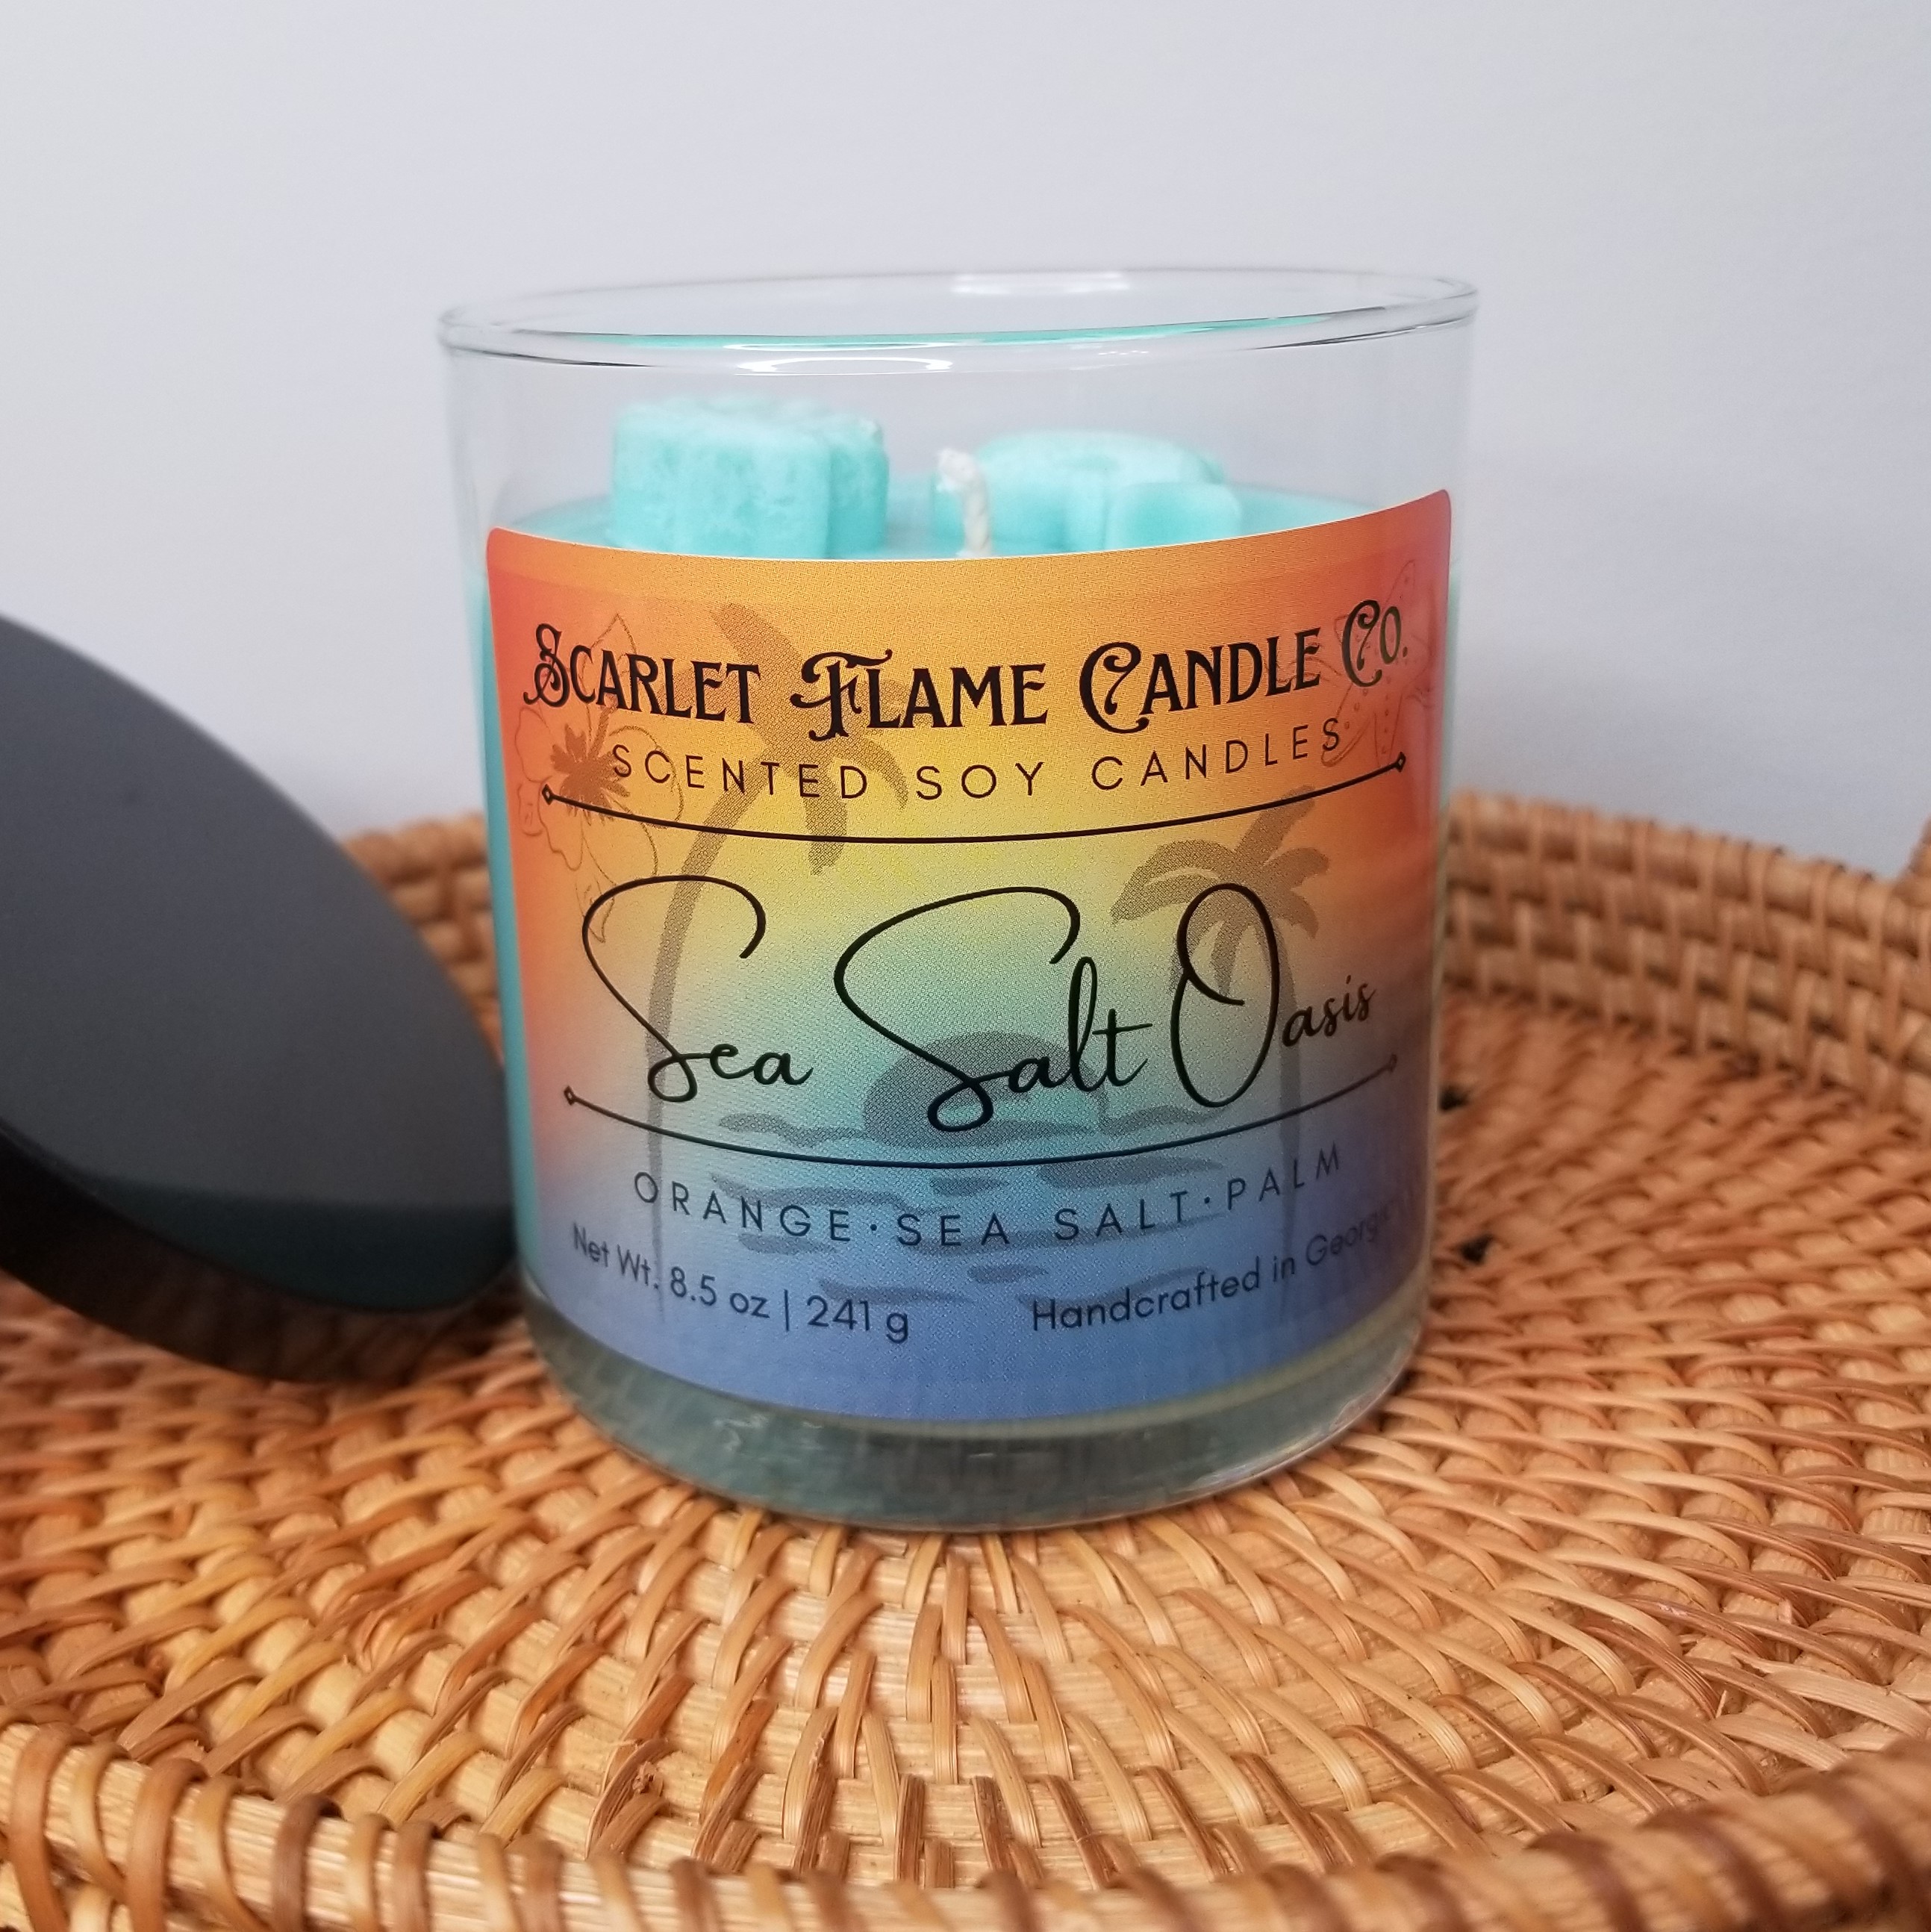 Scarlet Flame Candle Co.
SCENTED SOY CANDLES
Sea Salt Oasis
ORANGE·SEA SALT·PALM
Net Wt. 8.5 oz | 241 g
Handcrafted in Georgia